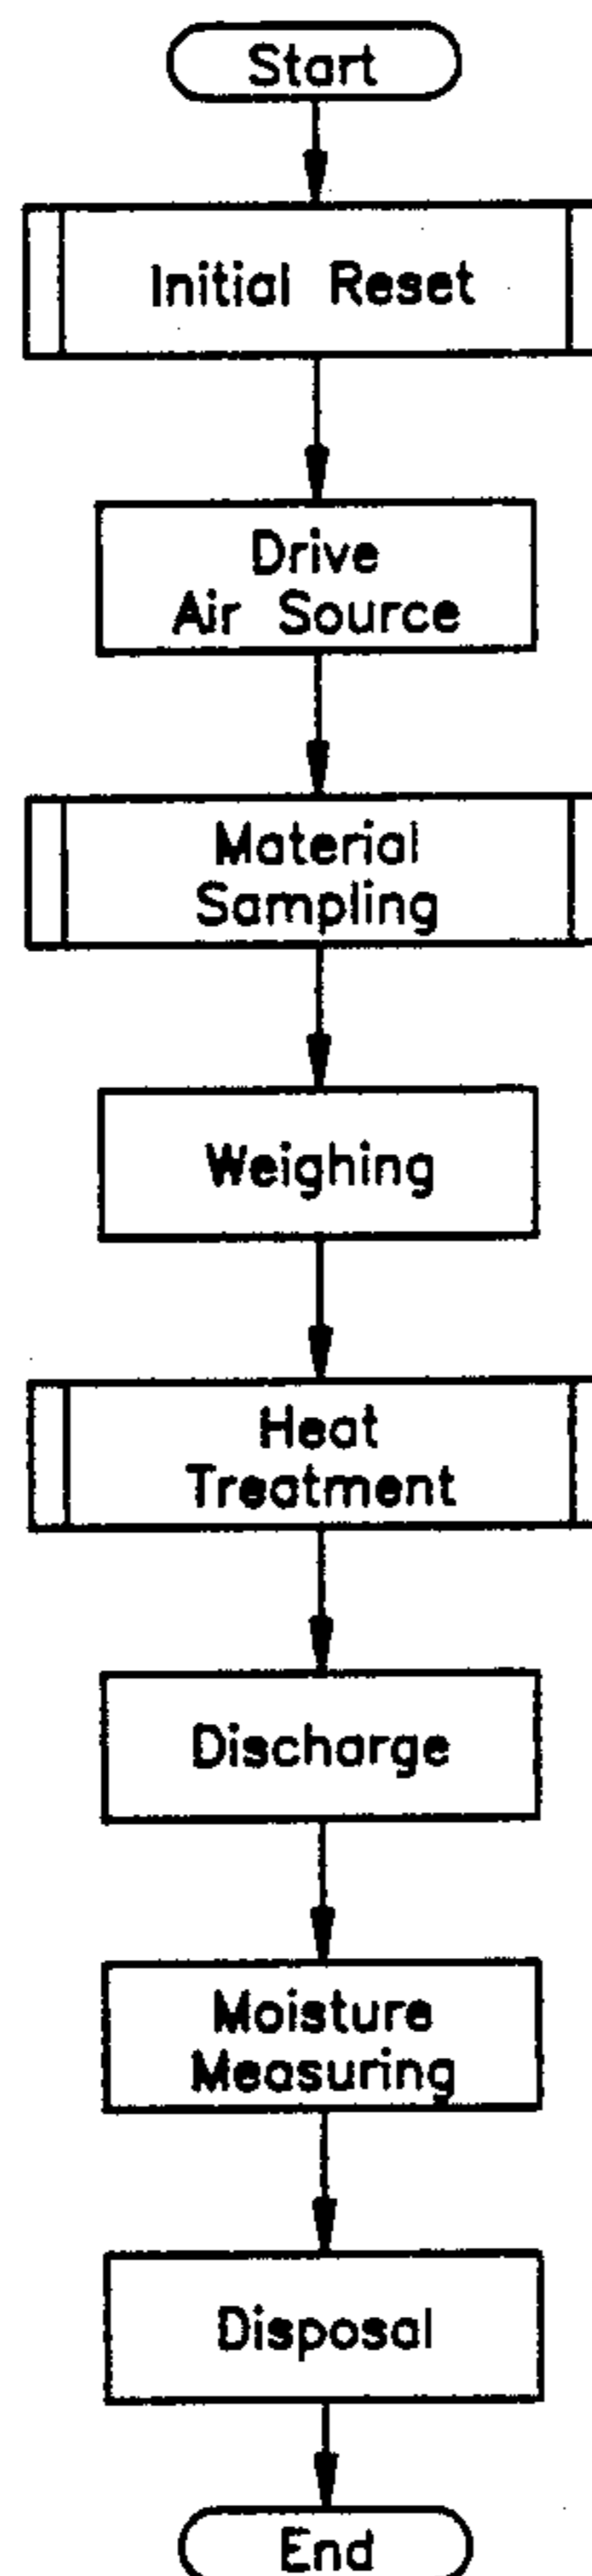 Start
Initial Reset
Drive
Air Source
Material
Sampling
Weighing
Heat
Treatment
Discharge
Moisture
Measuring
Disposal
End